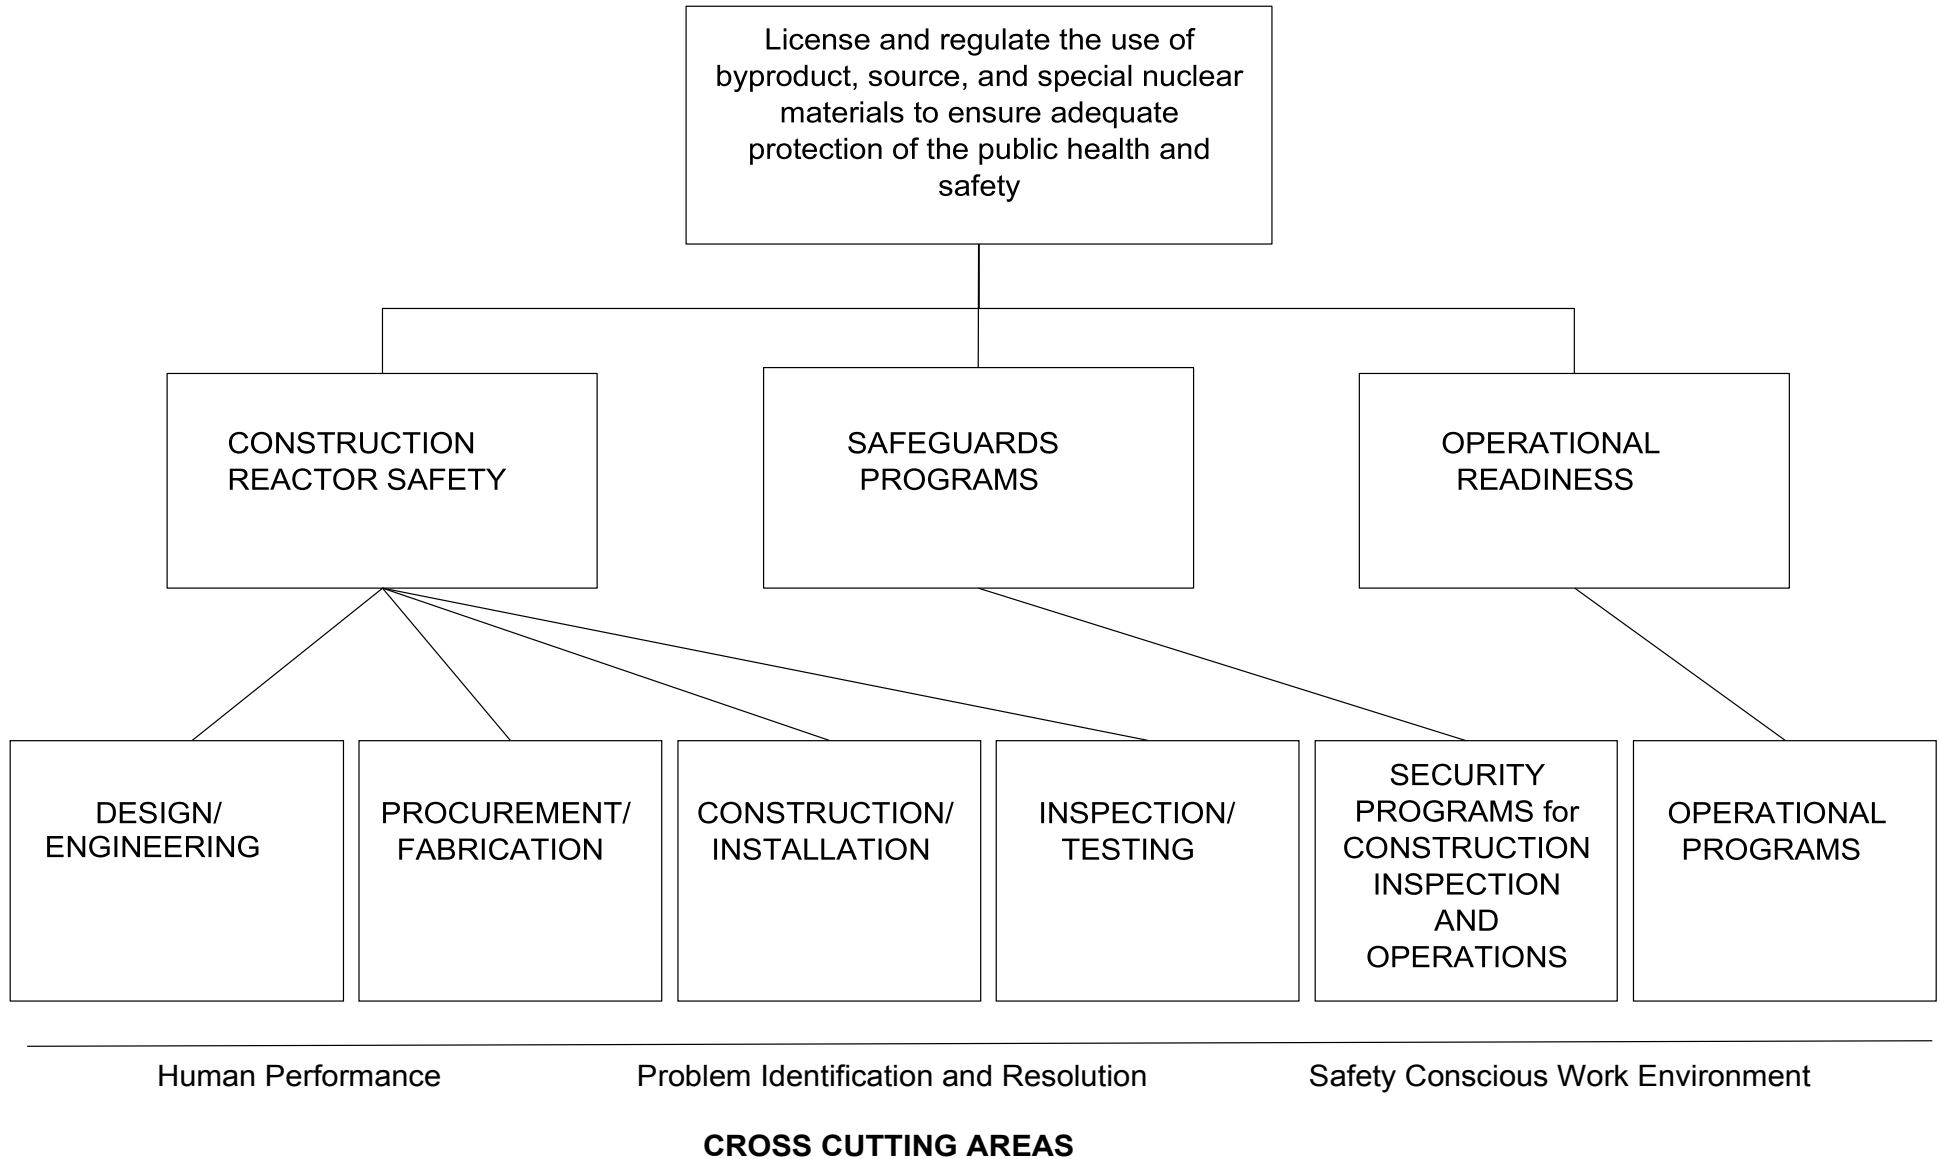 License and regulate the use of
byproduct, source, and special nuclear
materials to ensure adequate
protection of the public health and
safety
CONSTRUCTION
REACTOR SAFETY
SAFEGUARDS
PROGRAMS
OPERATIONAL
READINESS
DESIGN/
ENGINEERING
PROCUREMENT/
FABRICATION
CONSTRUCTION/
INSTALLATION
INSPECTION/
TESTING
SECURITY
PROGRAMS for
CONSTRUCTION
INSPECTION
AND
OPERATIONS
OPERATIONAL
PROGRAMS
Human Performance
Problem Identification and Resolution
Safety Conscious Work Environment
CROSS CUTTING AREAS